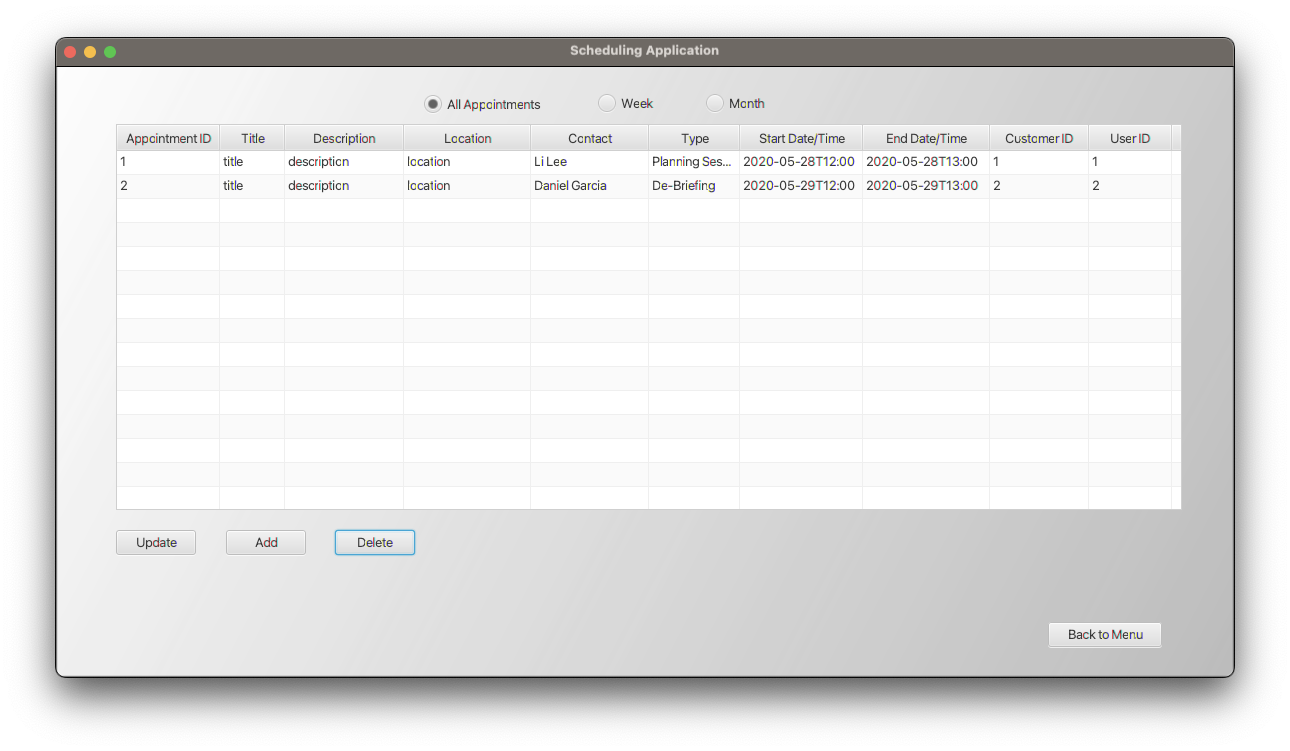 Scheduling Application
All Appointments Week Month
Appointment ID Title Description Location Contact Type Start Date/Time End Date/Time Customer ID User ID
1 title description location Li Lee Planning Ses... 2020-05-28T12:00 2020-05-28T13:00 1 1
2 title description location Daniel Garcia De-Briefing 2020-05-29T12:00 2020-05-29T13:00 2 2
Update Add Delete
Back to Menu